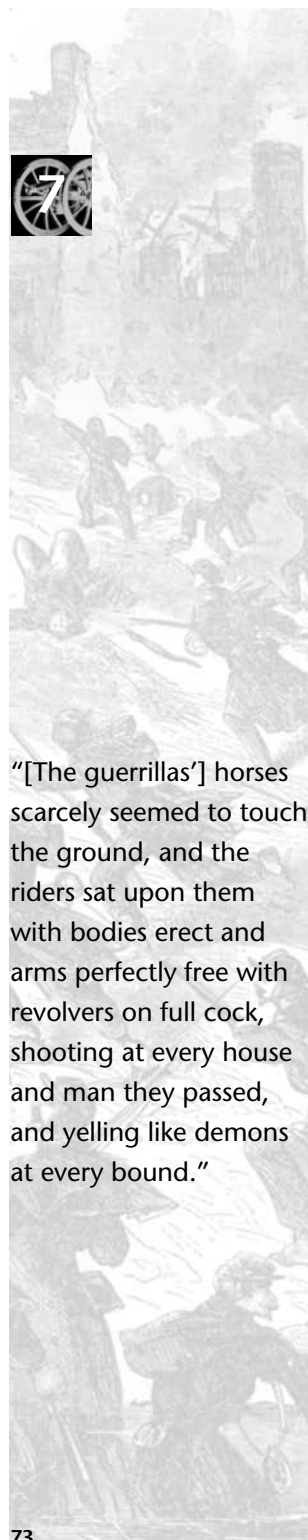 7
“[The guerrillas’] horses
scarcely seemed to touch
the ground, and the
riders sat upon them
with bodies erect and
arms perfectly free with
revolvers on full cock,
shooting at every house
and man they passed,
and yelling like demons
at every bound.”
73